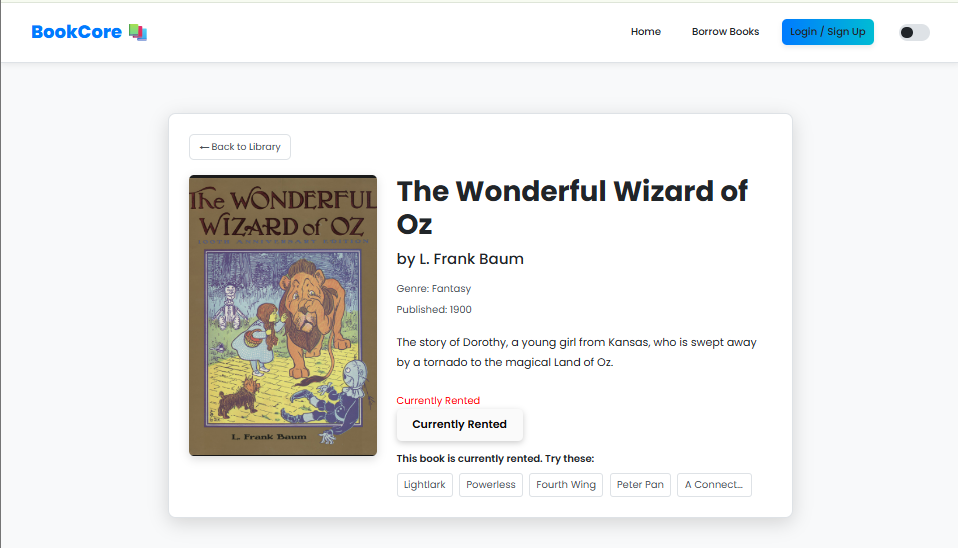 BookCore
Home
Borrow Books
Login / Sign Up
← Back to Library
The WONDERFUL
WIZARD of OZ
100TH ANNIVERSARY EDITION
L. Frank Baum
The Wonderful Wizard of
Oz
by L. Frank Baum
Genre: Fantasy
Published: 1900
The story of Dorothy, a young girl from Kansas, who is swept away
by a tornado to the magical Land of Oz.
Currently Rented
Currently Rented
This book is currently rented. Try these:
Lightlark
Powerless
Fourth Wing
Peter Pan
A Connect...